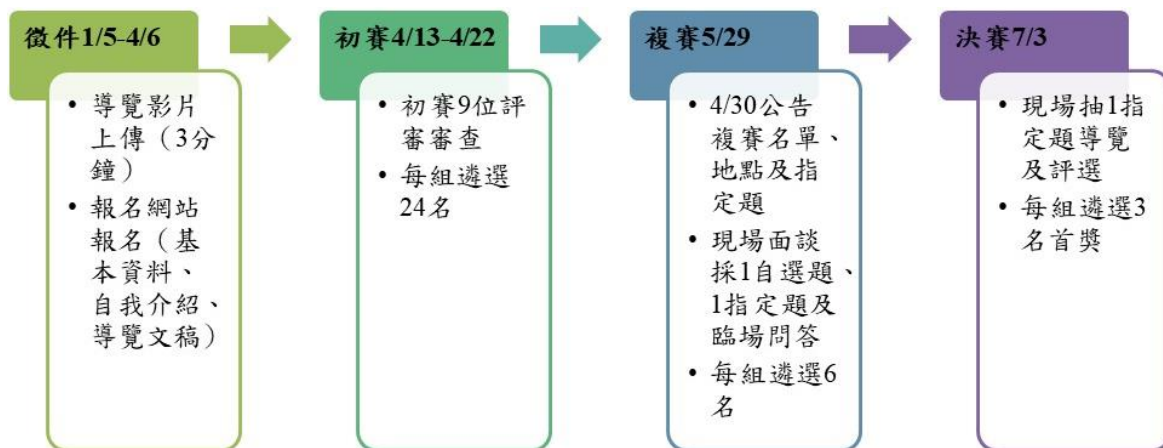 徵件1/5-4/6
• 導覽影片
上傳（3分
鐘）
• 報名網站
報名（基
本資料、
自我介紹、
導覽文稿）
初賽4/13-4/22
• 初賽9位評
審審查
• 每組遴選
24名
複賽5/29
• 4/30公告
複賽名單、
地點及指
定題
• 現場面談
採1自選題、
1指定題及
臨場問答
• 每組遴選6
名
決賽7/3
• 現場抽1指
定題導覽
及評選
• 每組遴選3
名首獎